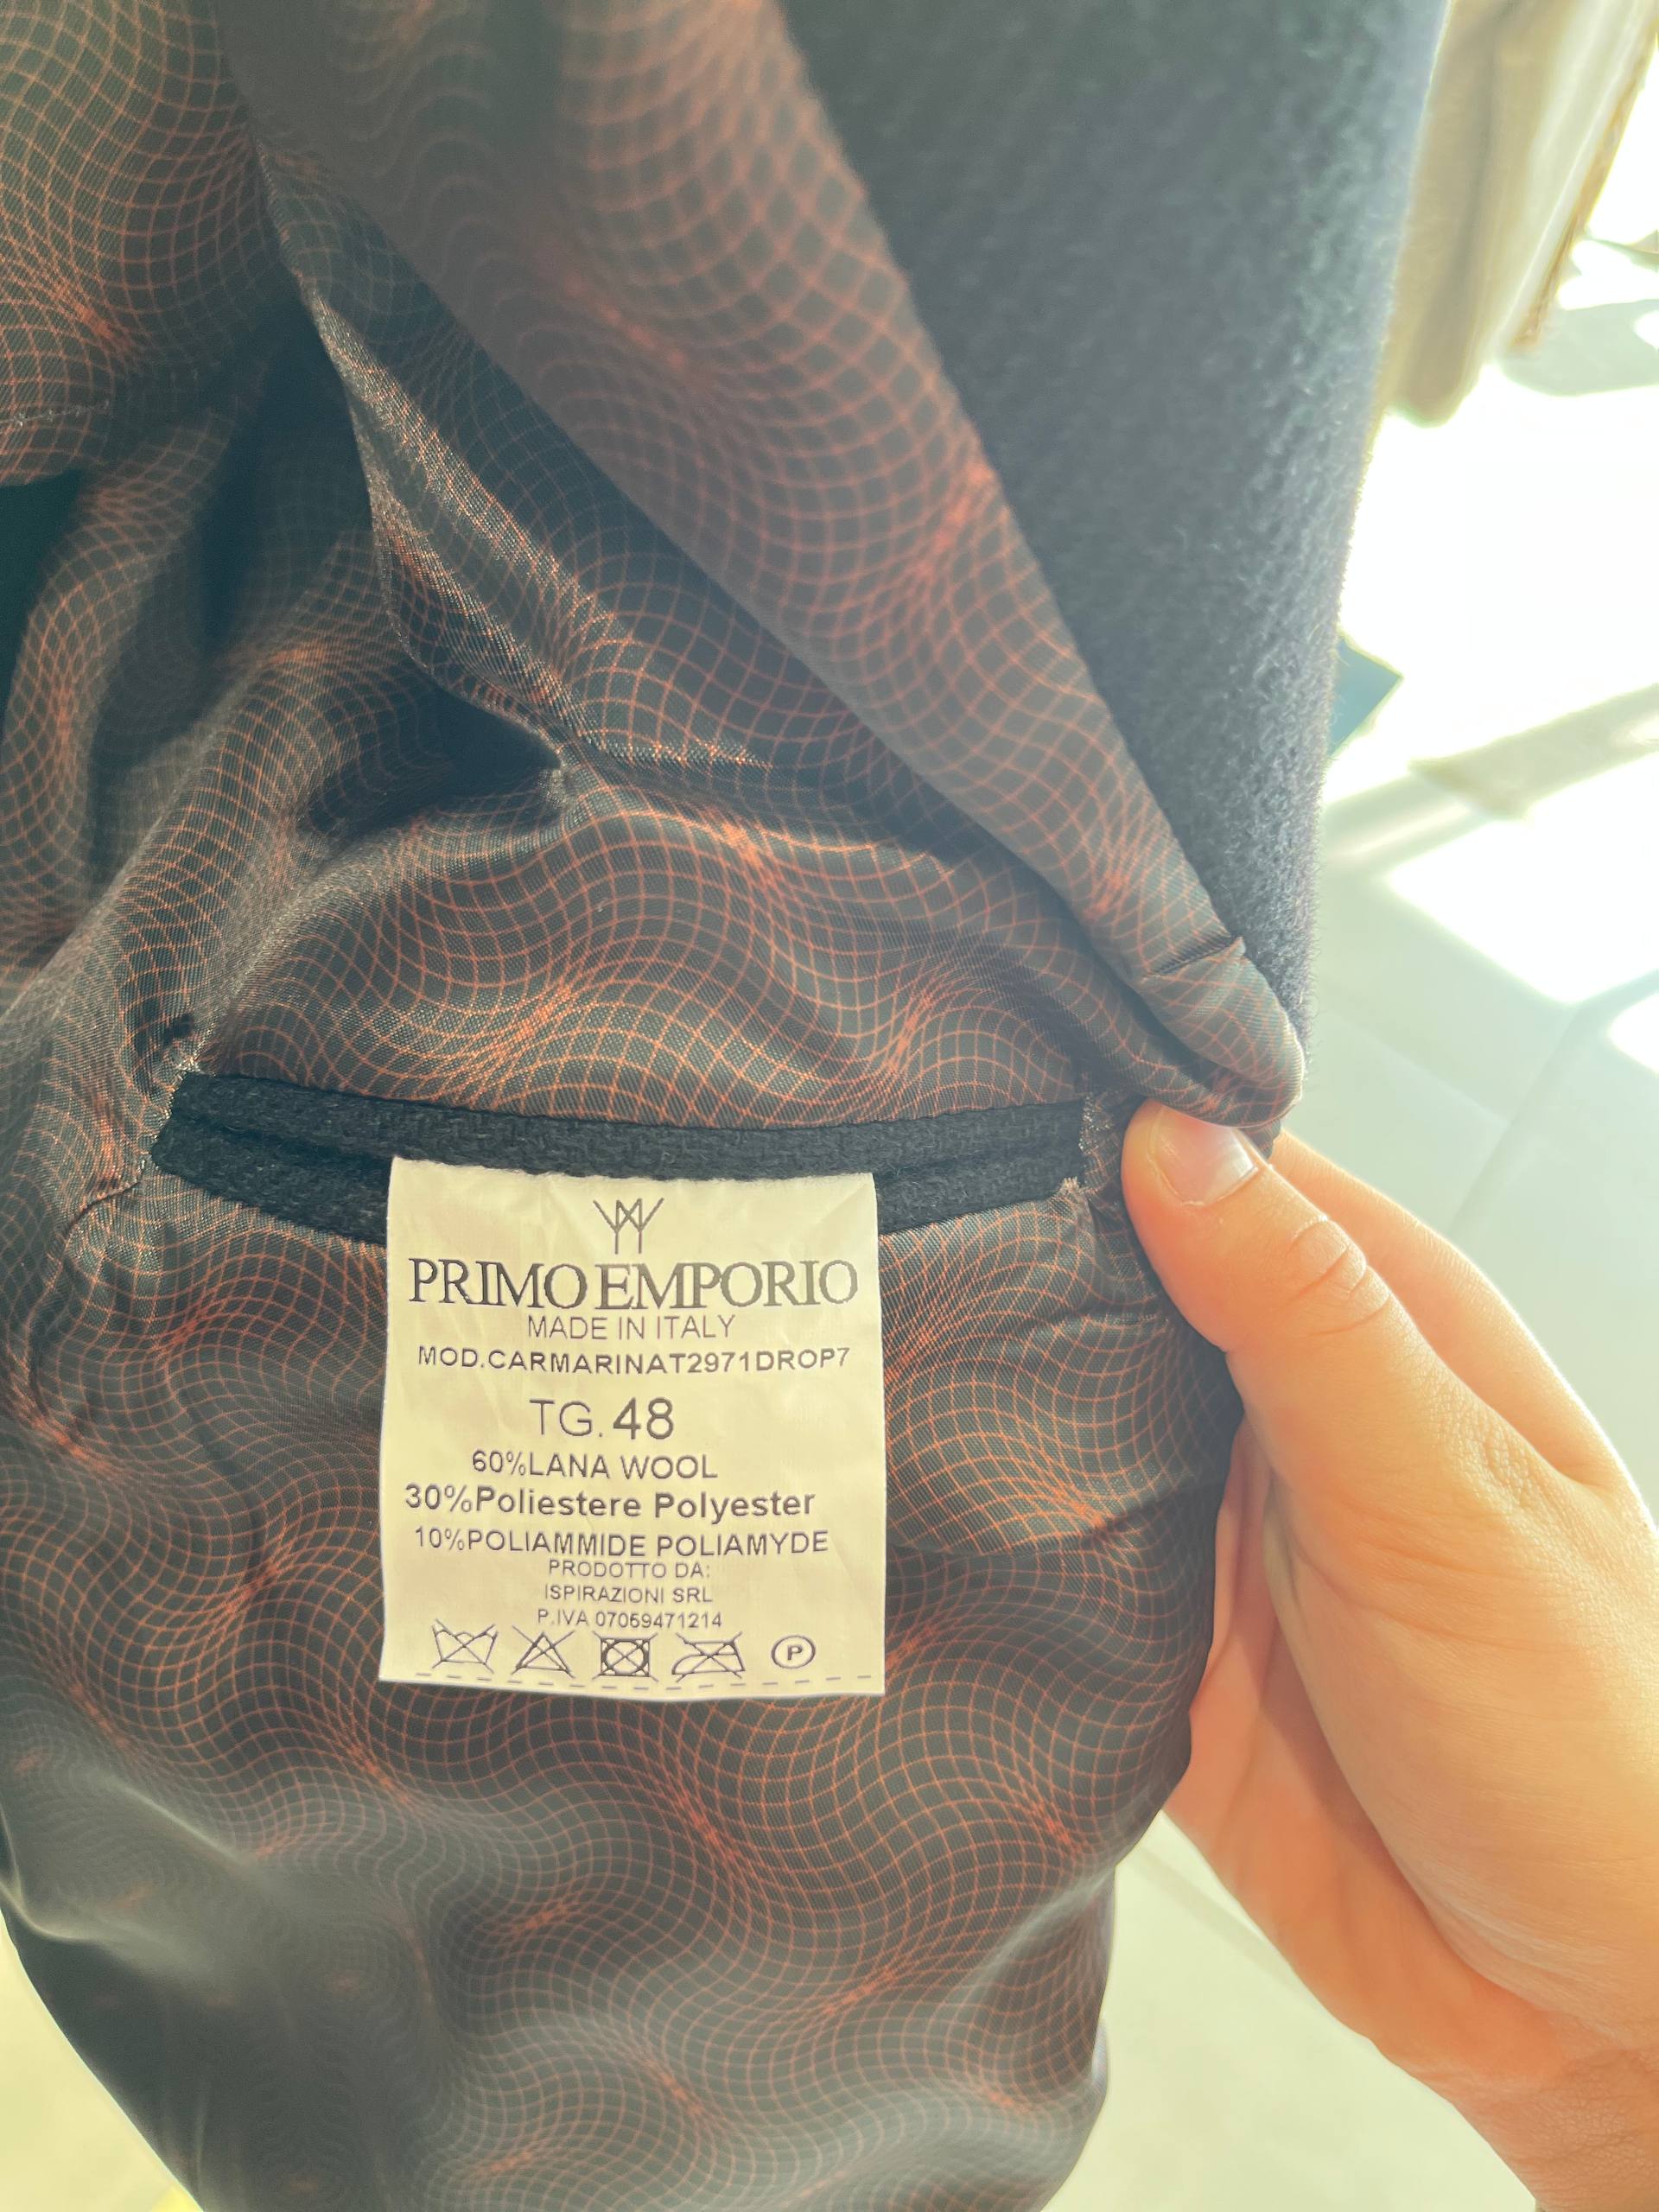 PRIMO EMPORIO
MADE IN ITALY
MOD.CARMARINAT2971DROP7
TG. 48
60%LANA WOOL
30%Poliestere Polyester
10%POLIAMMIDE POLIAMYDE
PRODOTTO DA:
ISPIRAZIONI SRL
P.IVA 07069471214
P